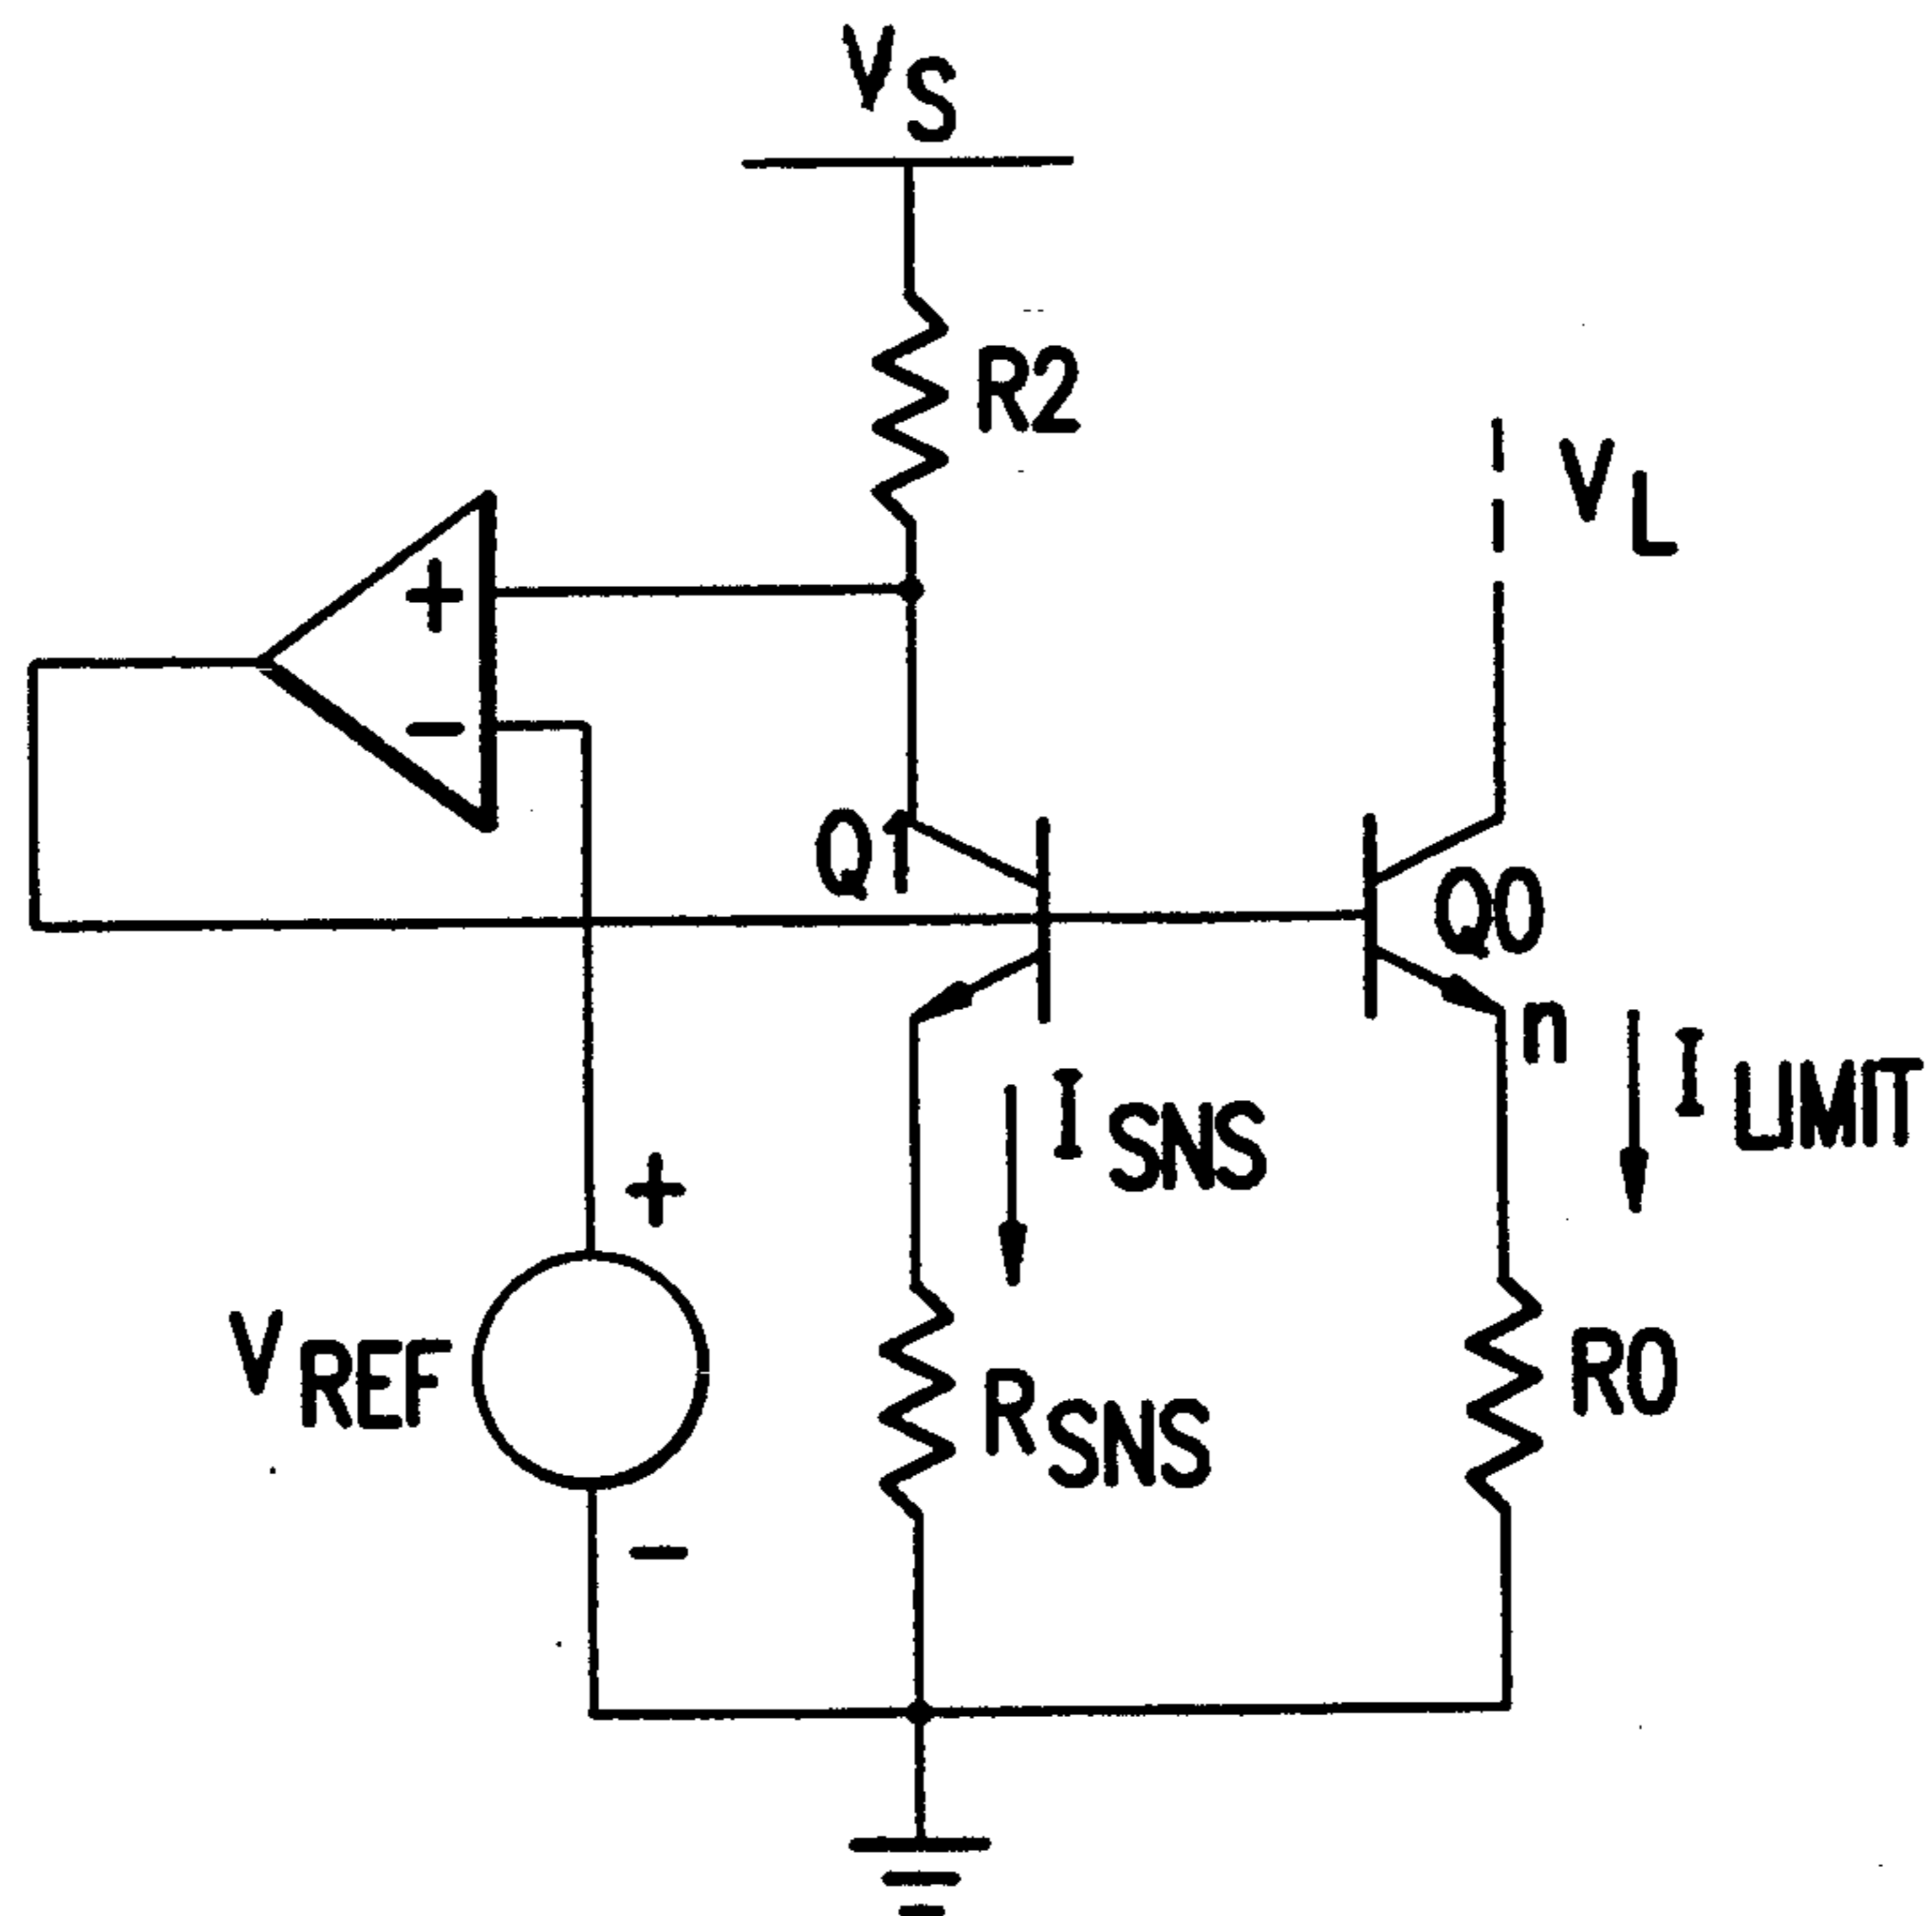 VS
R2
VL
+
−
Q1
Q0
n
ISNS
ILIMIT
+
VREF
RSNS
R0
−